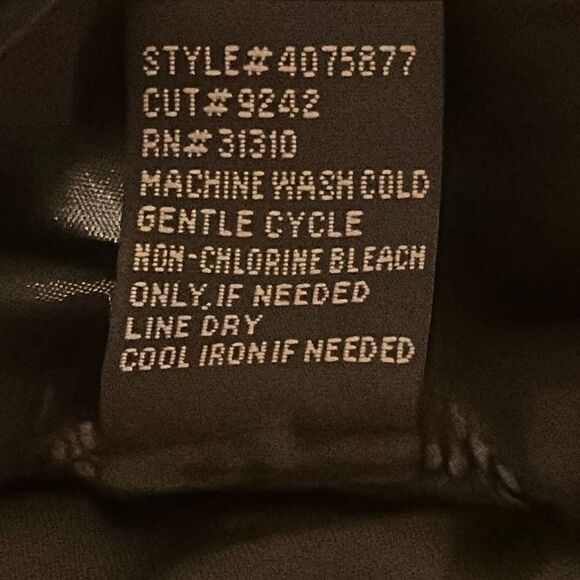 STYLE#4075877
CUT#9242
RN#31310
MACHINE WASH COLD
GENTLE CYCLE
NON-CHLORINE BLEACH
ONLY.IF NEEDED
LINE DRY
COOL IRON IF NEEDED